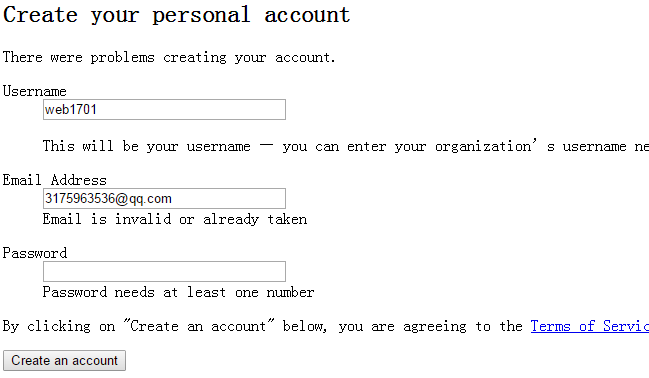 Create your personal account
There were problems creating your account.
Username
web1701
This will be your username — you can enter your organization's username
Email Address
3175963536@qq.com
Email is invalid or already taken
Password
Password needs at least one number
By clicking on "Create an account" below, you are agreeing to the Terms of
Create an account